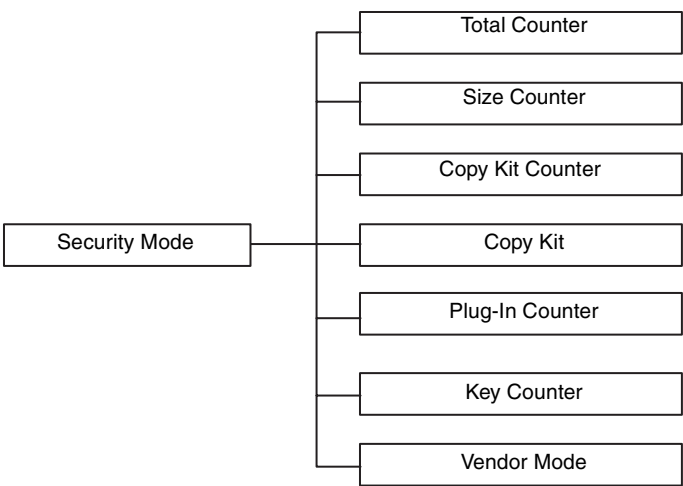 Total Counter
Size Counter
Copy Kit Counter
Security Mode
Copy Kit
Plug-In Counter
Key Counter
Vendor Mode